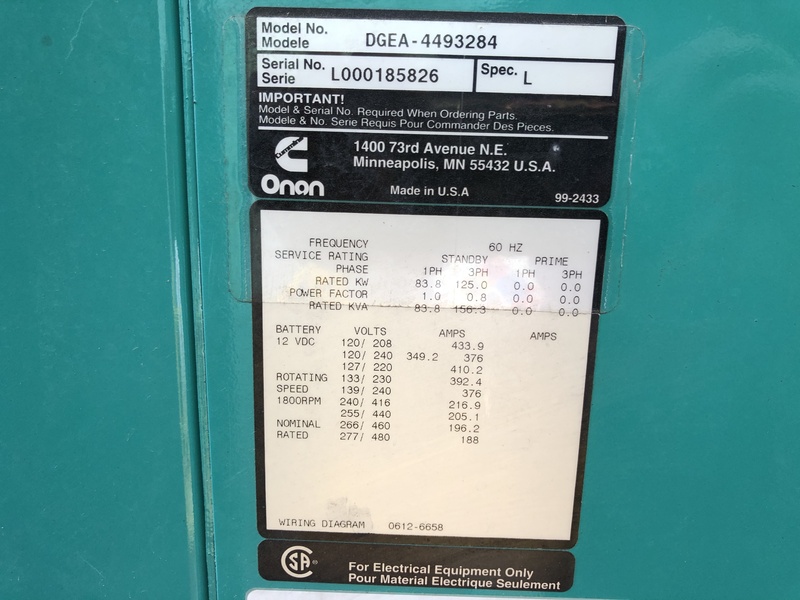 Model No.
Modele DGEA-4493284
Serial No.
Serie L000185826 Spec. L
IMPORTANT!
Model & Serial No. Required When Ordering Parts.
Modele & No. Serie Requis Pour Commander Des Pieces.
Cummins
Onan
1400 73rd Avenue N.E.
Minneapolis, MN 55432 U.S.A.
Made in U.S.A
99-2433
FREQUENCY 60 HZ
SERVICE RATING STANDBY PRIME
PHASE 1PH 3PH 1PH 3PH
RATED KW 83.8 125.0 0.0 0.0
POWER FACTOR 1.0 0.8 0.0 0.0
RATED KVA 83.8 156.3 0.0 0.0
BATTERY VOLTS AMPS AMPS
12 VDC 120/ 208 433.9
120/ 240 349.2 376
127/ 220 410.2
ROTATING 133/ 230 392.4
SPEED 139/ 240 376
1800RPM 240/ 416 216.9
255/ 440 205.1
NOMINAL 266/ 460 196.2
RATED 277/ 480 188
WIRING DIAGRAM 0612-6658
CSA ®
For Electrical Equipment Only
Pour Material Electrique Seulement